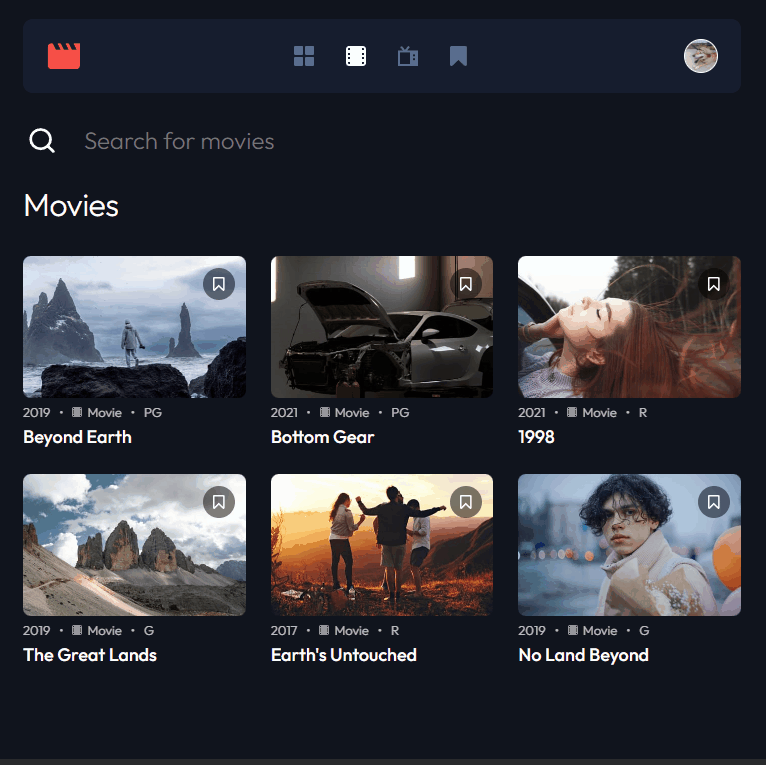 Search for movies
Movies
2019 • Movie • PG
Beyond Earth
2021 • Movie • PG
Bottom Gear
2021 • Movie • R
1998
2019 • Movie • G
The Great Lands
2017 • Movie • R
Earth's Untouched
2019 • Movie • G
No Land Beyond